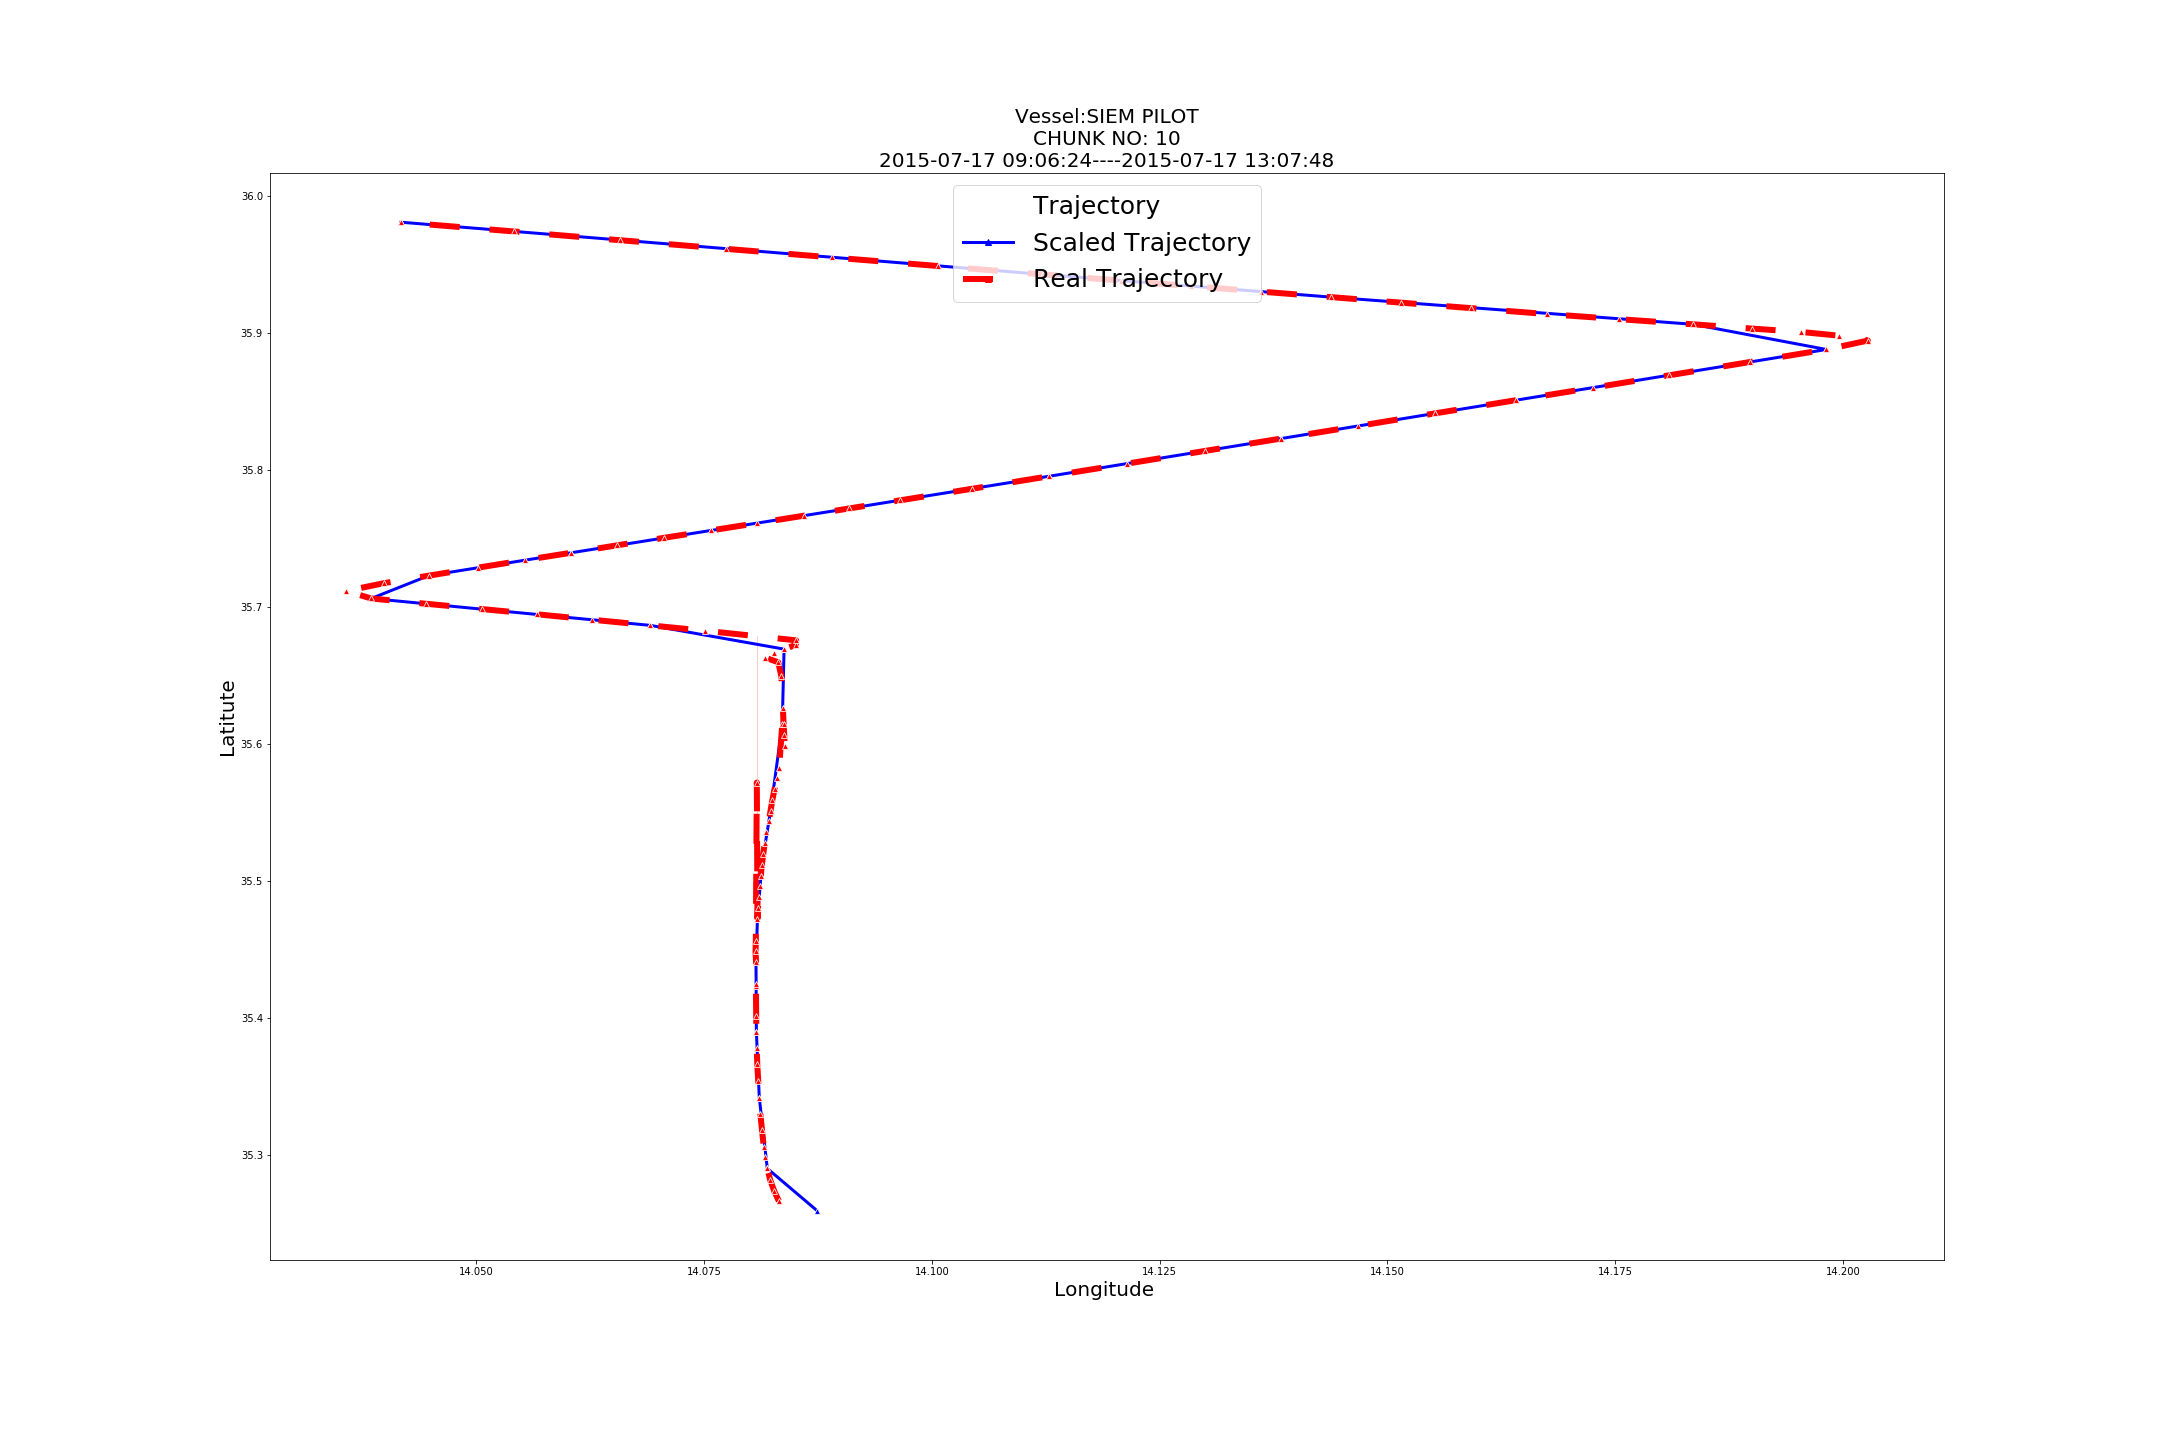 Vessel:SIEM PILOT
CHUNK NO: 10
2015-07-17 09:06:24----2015-07-17 13:07:48
Trajectory
Scaled Trajectory
Real Trajectory
36.0
35.9
35.8
35.7
35.6
35.5
35.4
35.3
Latitute
14.050 14.075 14.100 14.125 14.150 14.175 14.200
Longitude